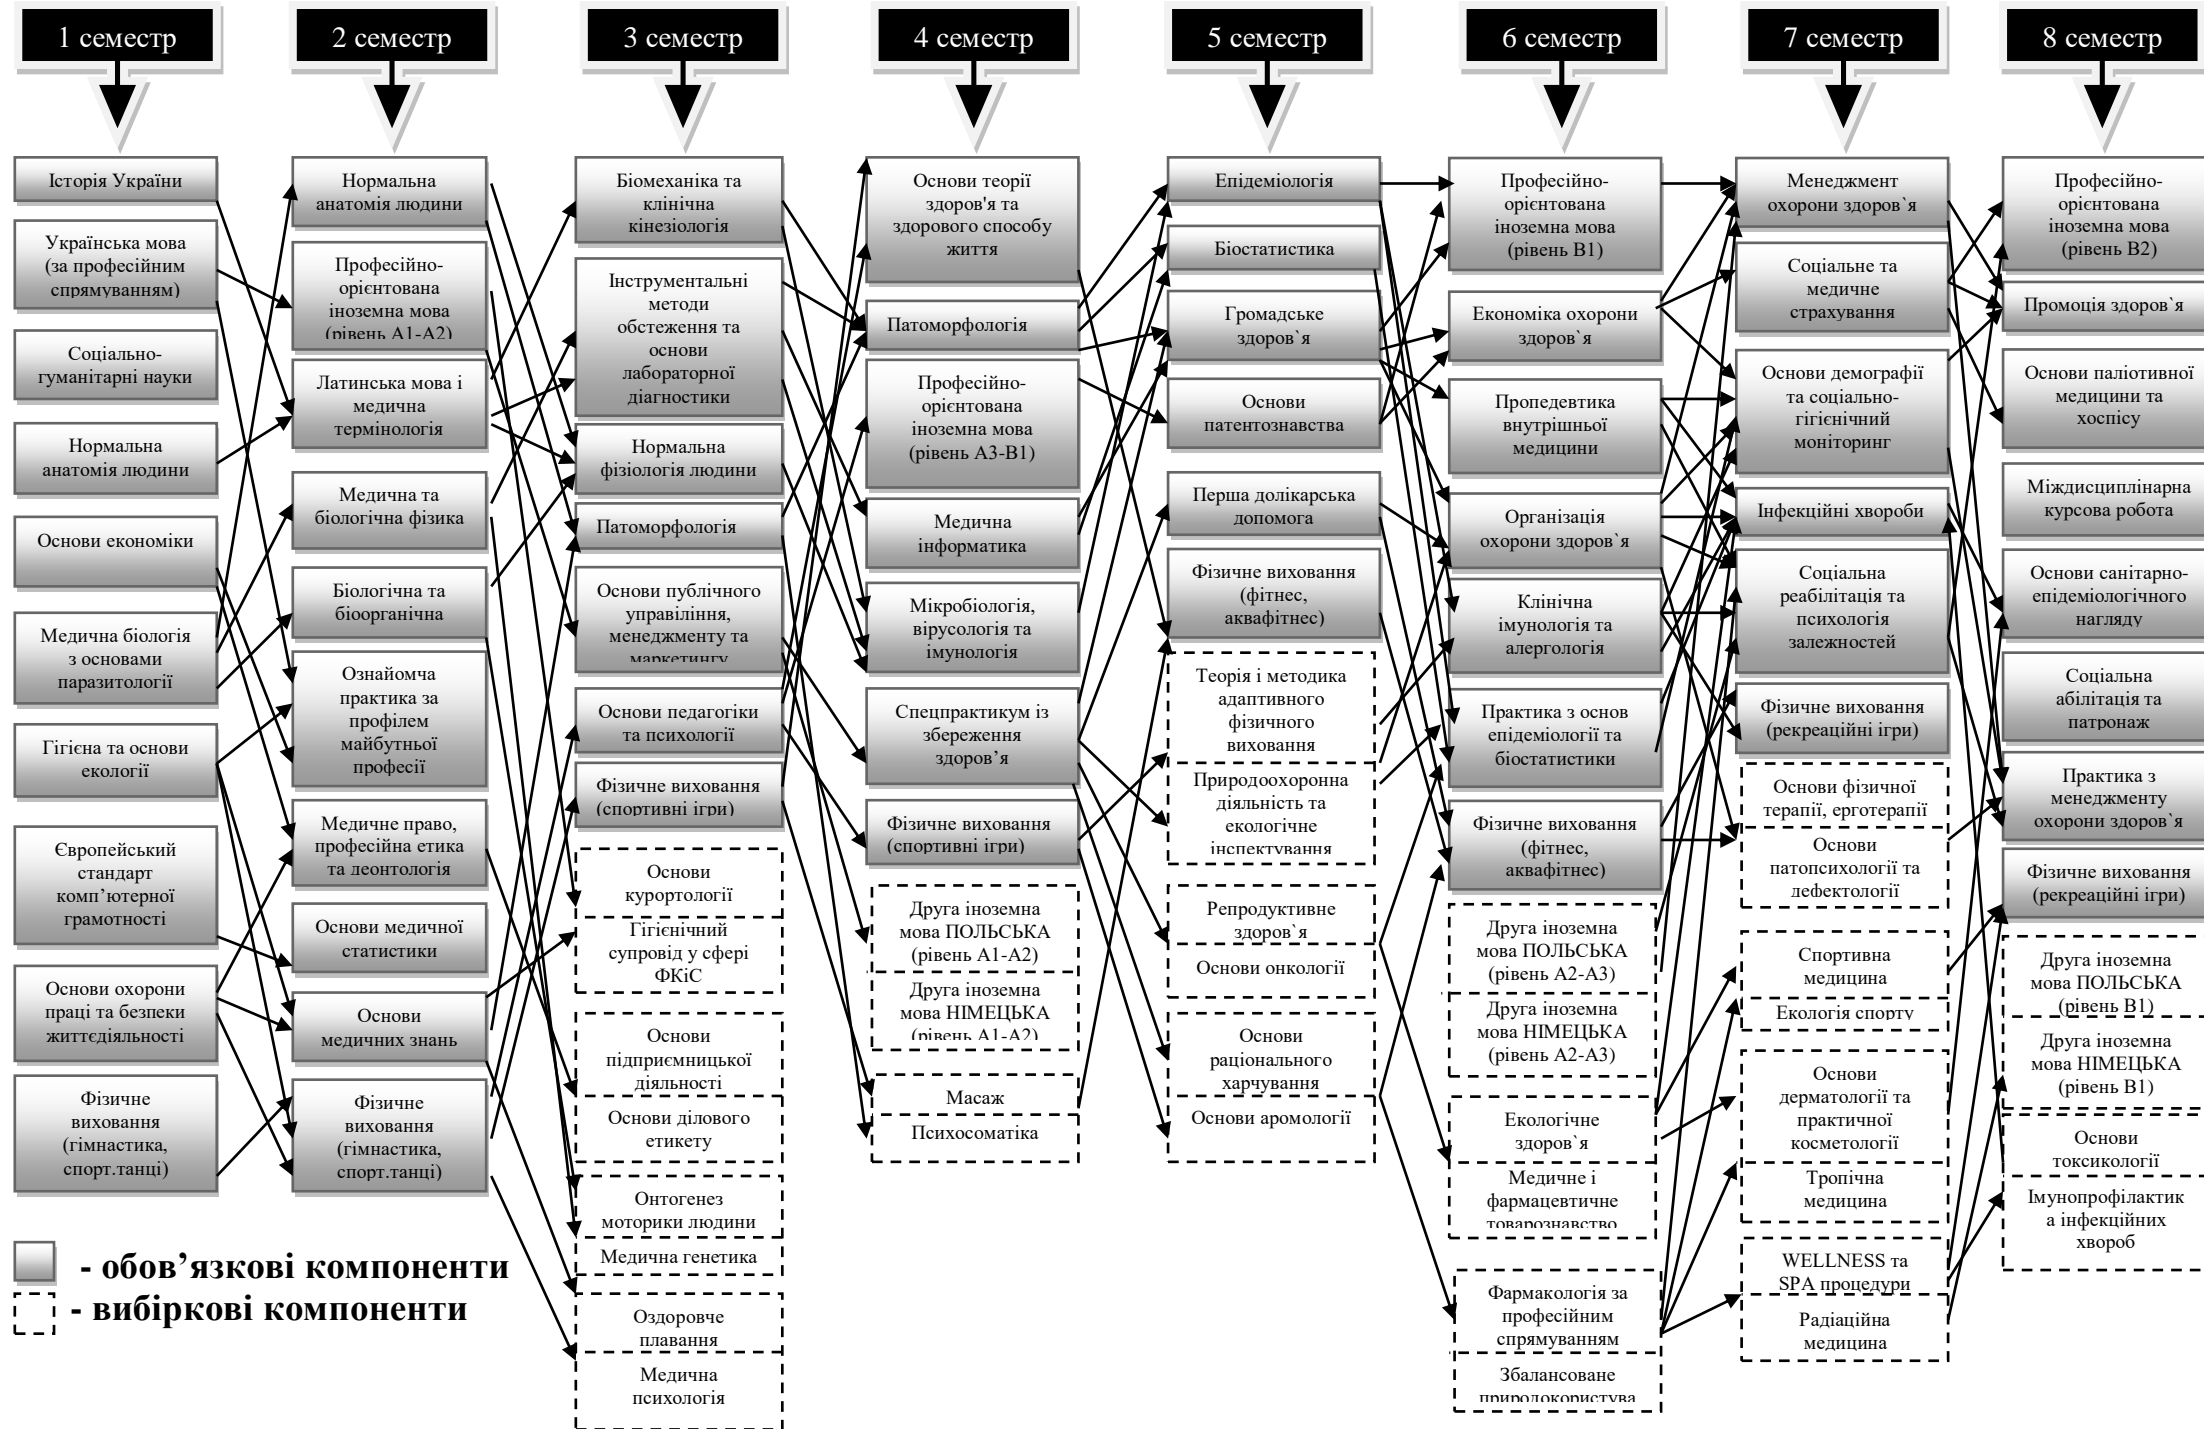 1 семестр
2 семестр
3 семестр
4 семестр
5 семестр
6 семестр
7 семестр
8 семестр
Історія України
Українська мова
(за професійним
спрямуванням)
Соціально-
гуманітарні науки
Нормальна
анатомія людини
Основи економіки
Медична біологія
з основами
паразитології
Гігієна та основи
екології
Європейський
стандарт
комп’ютерної
грамотності
Основи охорони
праці та безпеки
життєдіяльності
Фізичне
виховання
(гімнастика,
спорт.танці)
Нормальна
анатомія людини
Професійно-
орієнтована
іноземна мова
(рівень А1-А2)
Латинська мова і
медична
термінологія
Медична та
біологічна фізика
Біологічна та
біоорганічна
Ознайомча
практика за
профілем
майбутньої
професії
Медичне право,
професійна етика
та деонтологія
Основи медичної
статистики
Основи
медичних знань
Фізичне
виховання
(гімнастика,
спорт.танці)
Біомеханіка та
клінічна
кінезіологія
Інструментальні
методи
обстеження та
основи
лабораторної
діагностики
Нормальна
фізіологія людини
Патоморфологія
Основи публічного
управління,
менеджменту та
маркетингу
Основи педагогіки
та психології
Фізичне виховання
(спортивні ігри)
Основи
курортології
Гігієнічний
супровід у сфері
ФКіС
Основи
підприємницької
діяльності
Основи ділового
етикету
Онтогенез
моторики людини
Медична генетика
Оздоровче
плавання
Медична
психологія
Основи теорії
здоров'я та
здорового способу
життя
Патоморфологія
Професійно-
орієнтована
іноземна мова
(рівень А3-В1)
Медична
інформатика
Мікробіологія,
вірусологія та
імунологія
Спецпрактикум із
збереження
здоров’я
Фізичне виховання
(спортивні ігри)
Друга іноземна
мова ПОЛЬСЬКА
(рівень А1-А2)
Друга іноземна
мова НІМЕЦЬКА
(рівень А1-А2)
Масаж
Психосоматіка
Епідеміологія
Біостатистика
Громадське
здоров`я
Основи
патентознавства
Перша долікарська
допомога
Фізичне виховання
(фітнес,
аквафітнес)
Теорія і методика
адаптивного
фізичного
виховання
Природоохоронна
діяльність та
екологічне
інспектування
Репродуктивне
здоров`я
Основи онкології
Основи
раціонального
харчування
Основи аромології
Професійно-
орієнтована
іноземна мова
(рівень В1)
Економіка охорони
здоров`я
Пропедевтика
внутрішньої
медицини
Організація
охорони здоров`я
Клінічна
імунологія та
алергологія
Практика з основ
епідеміології та
біостатистики
Фізичне виховання
(фітнес,
аквафітнес)
Друга іноземна
мова ПОЛЬСЬКА
(рівень А2-А3)
Друга іноземна
мова НІМЕЦЬКА
(рівень А2-А3)
Екологічне
здоров`я
Медичне і
фармацевтичне
товарознавство
Фармакологія за
професійним
спрямуванням
Збалансоване
природокористува
Менеджмент
охорони здоров`я
Соціальне та
медичне
страхування
Основи демографії
та соціально-
гігієнічний
моніторинг
Інфекційні хвороби
Соціальна
реабілітація та
психологія
залежностей
Фізичне виховання
(рекреаційні ігри)
Основи фізичної
терапії, ерготерапії
Основи
патопсихології та
дефектології
Спортивна
медицина
Екологія спорту
Основи
дерматології та
практичної
косметології
Тропічна
медицина
WELLNESS та
SPA процедури
Радіаційна
медицина
Професійно-
орієнтована
іноземна мова
(рівень В2)
Промоція здоров`я
Основи паліотивної
медицини та
хоспісу
Міждисциплінарна
курсова робота
Основи санітарно-
епідеміологічного
нагляду
Соціальна
абілітація та
патронаж
Практика з
менеджменту
охорони здоров`я
Фізичне виховання
(рекреаційні ігри)
Друга іноземна
мова ПОЛЬСЬКА
(рівень В1)
Друга іноземна
мова НІМЕЦЬКА
(рівень В1)
Основи
токсикології
Імунопрофілактик
а інфекційних
хвороб
- обов’язкові компоненти
- вибіркові компоненти